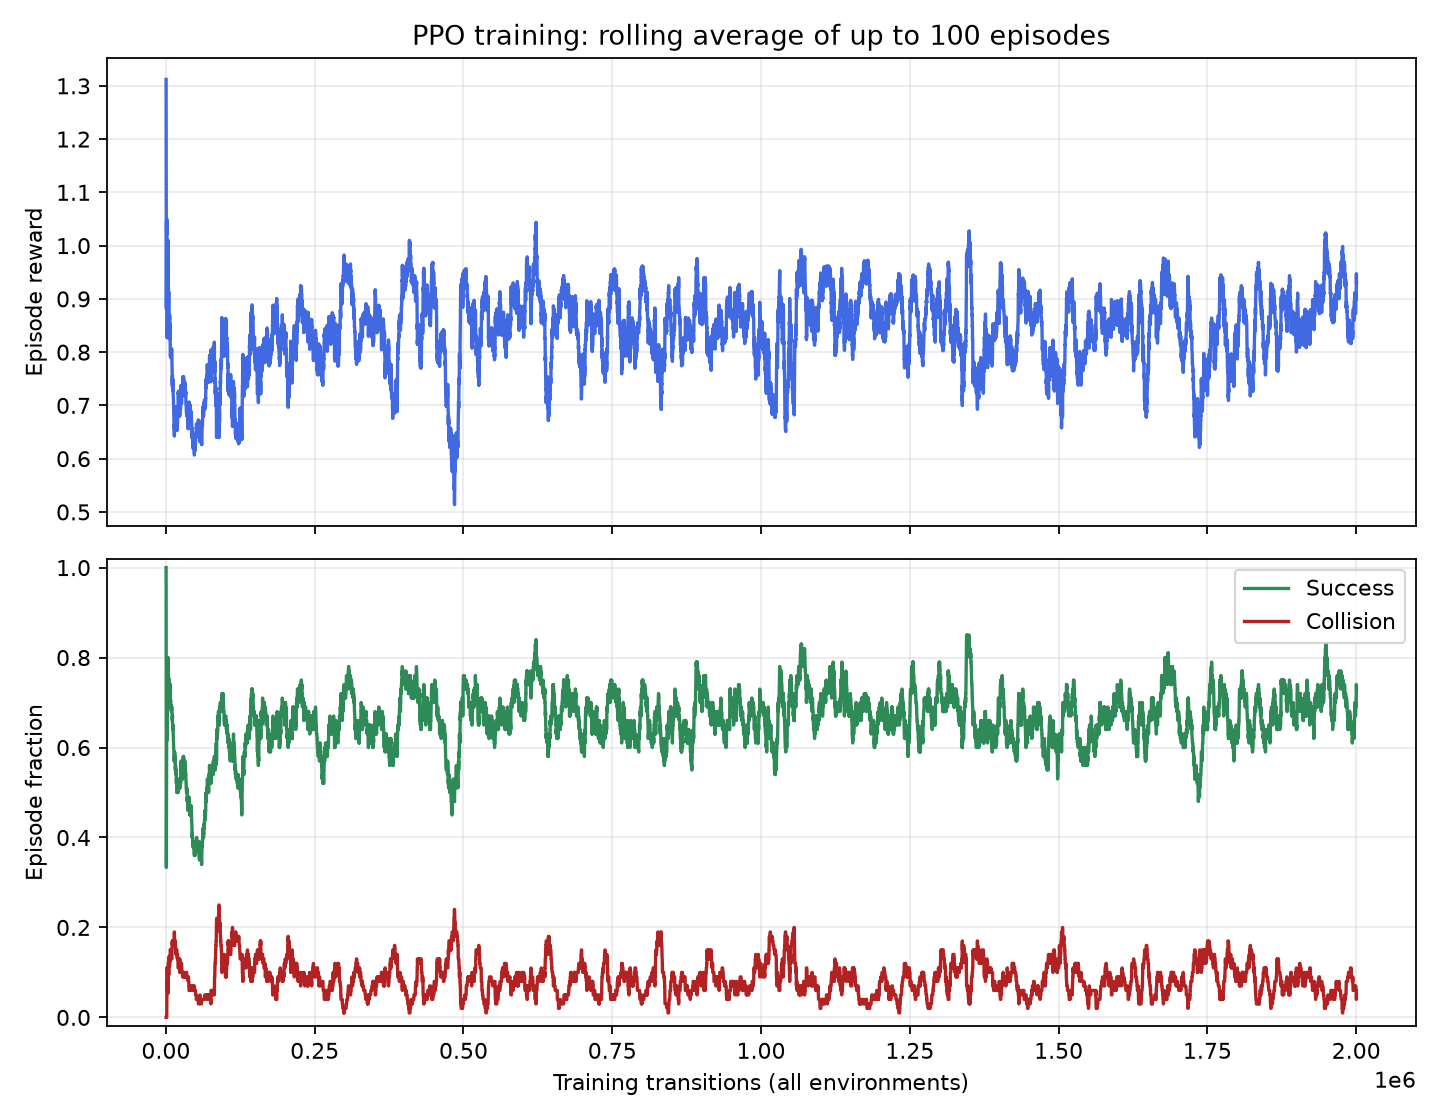 PPO training: rolling average of up to 100 episodes
1.3
1.2
1.1
1.0
0.9
0.8
0.7
0.6
0.5
Episode reward
1.0
0.8
0.6
0.4
0.2
0.0
Episode fraction
Success
Collision
0.00 0.25 0.50 0.75 1.00 1.25 1.50 1.75 2.00
1e6
Training transitions (all environments)